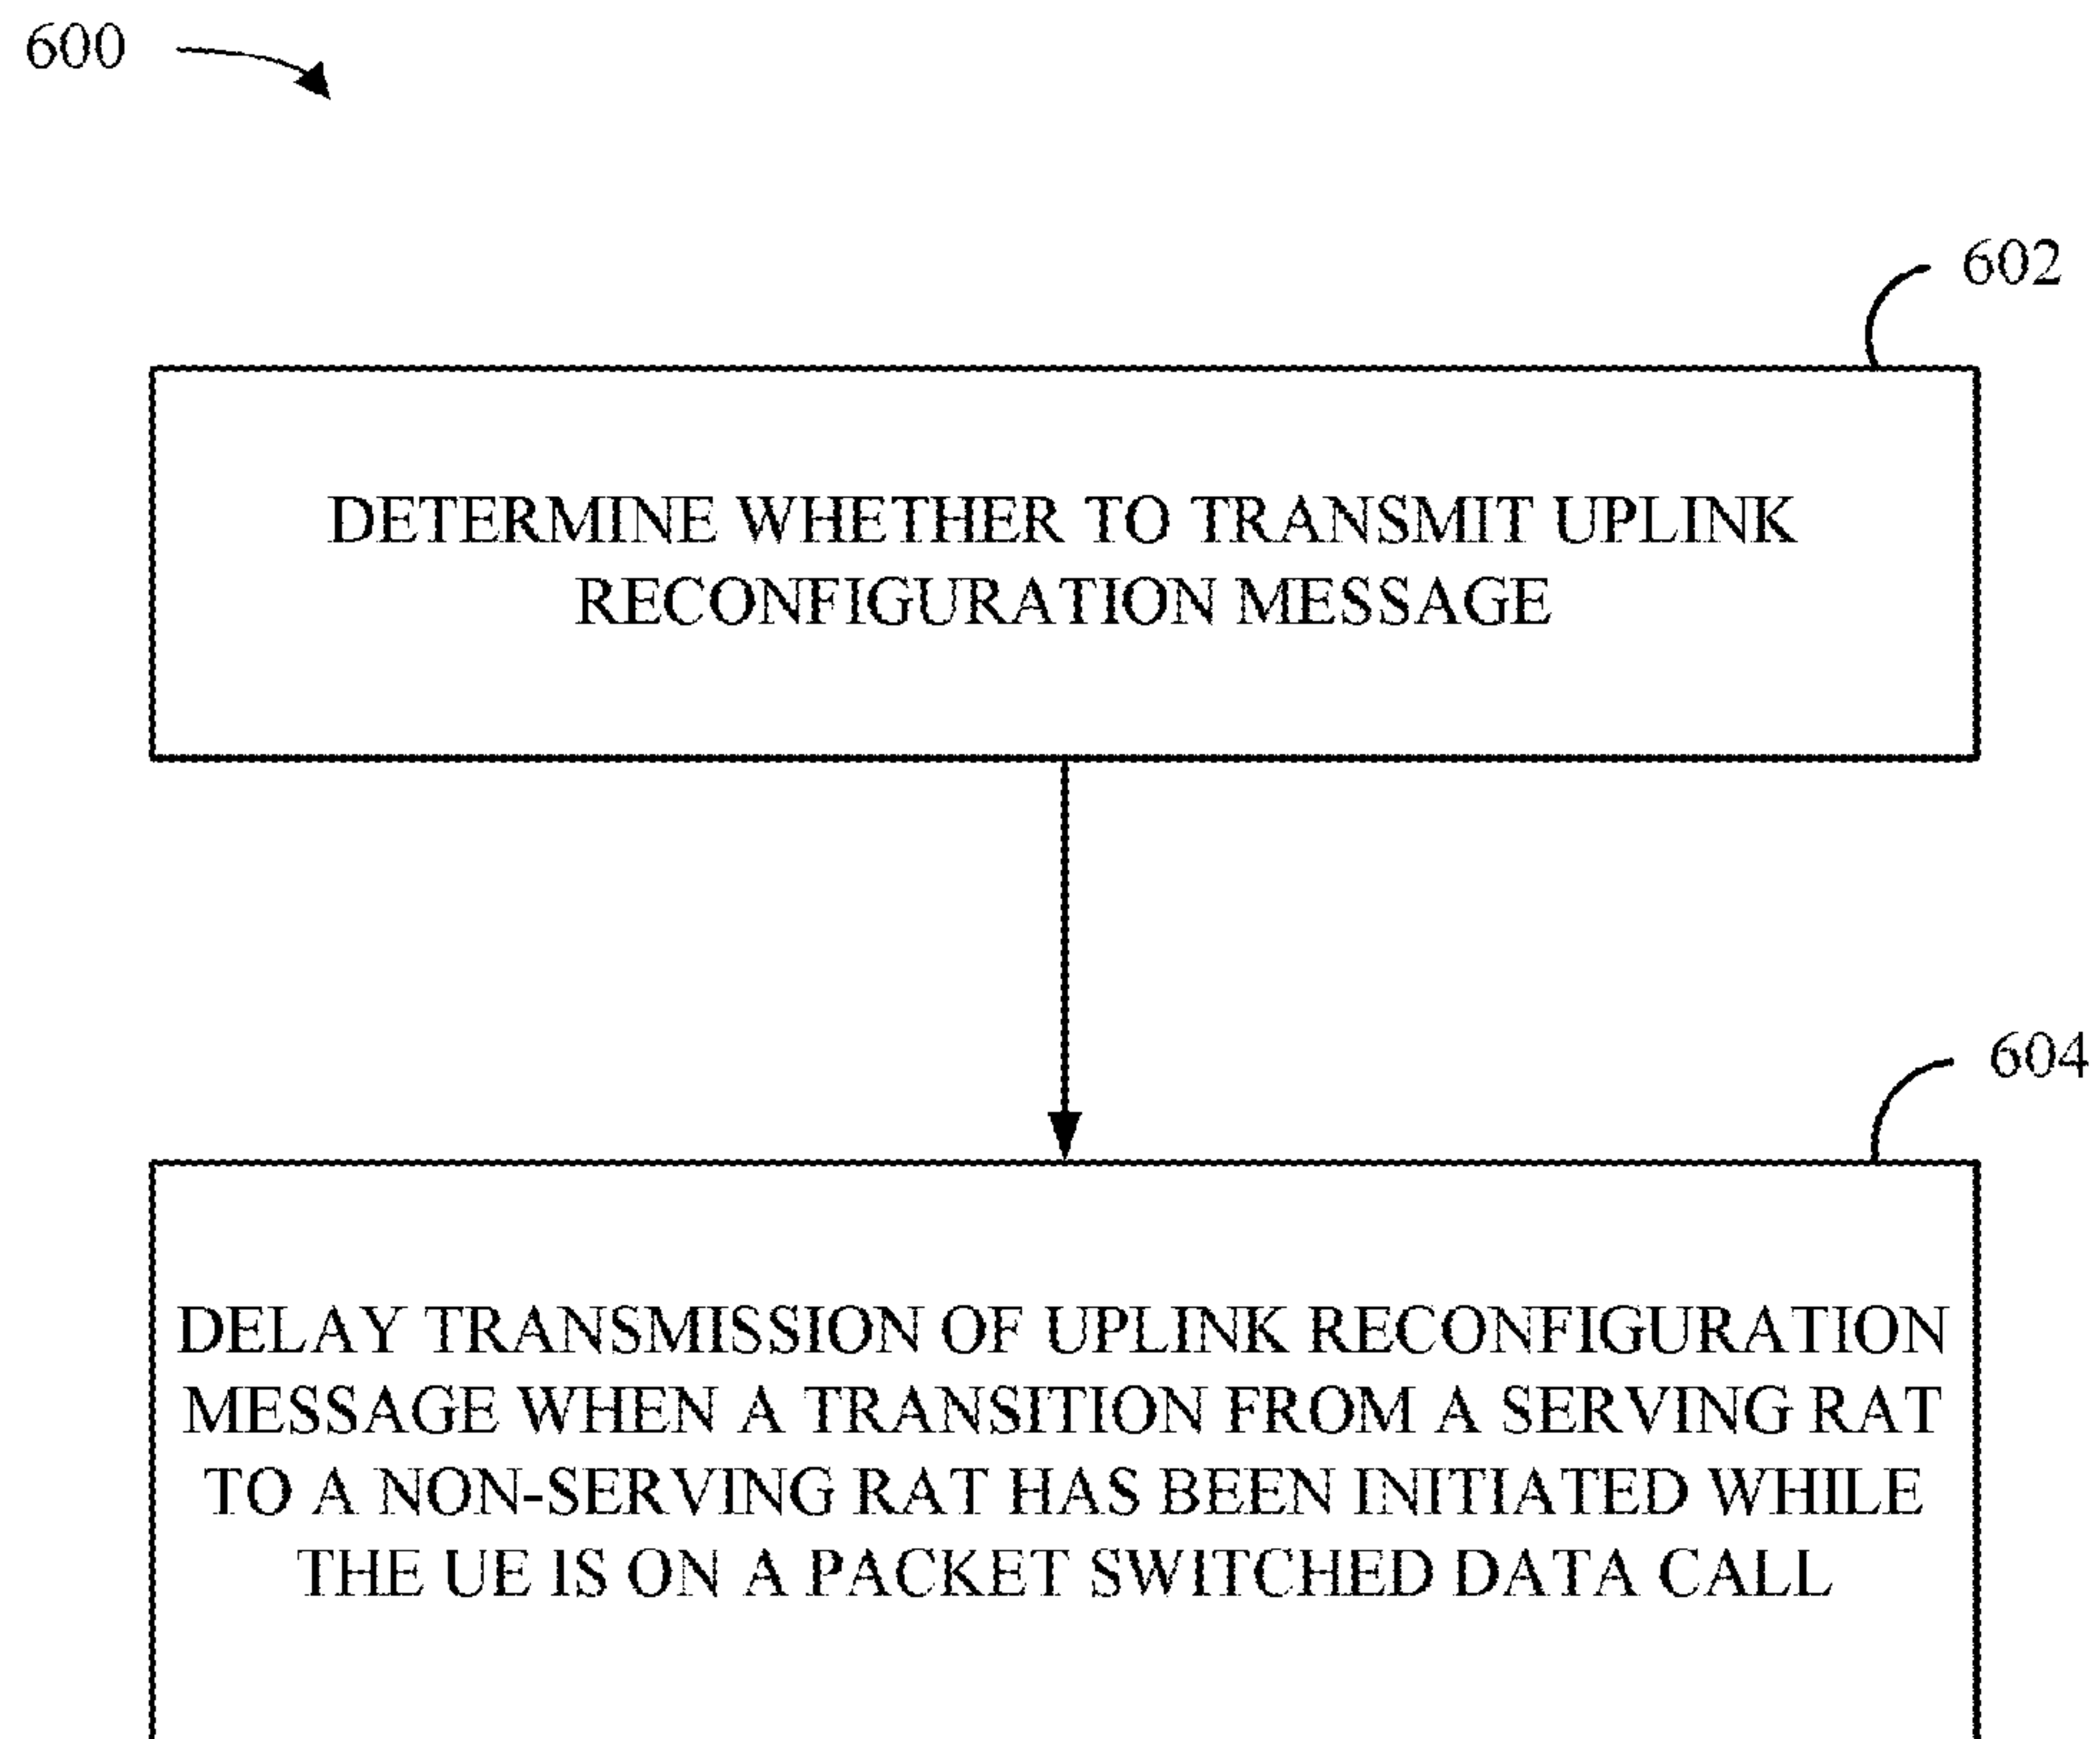 600
602
DETERMINE WHETHER TO TRANSMIT UPLINK
RECONFIGURATION MESSAGE
604
DELAY TRANSMISSION OF UPLINK RECONFIGURATION
MESSAGE WHEN A TRANSITION FROM A SERVING RAT
TO A NON-SERVING RAT HAS BEEN INITIATED WHILE
THE UE IS ON A PACKET SWITCHED DATA CALL